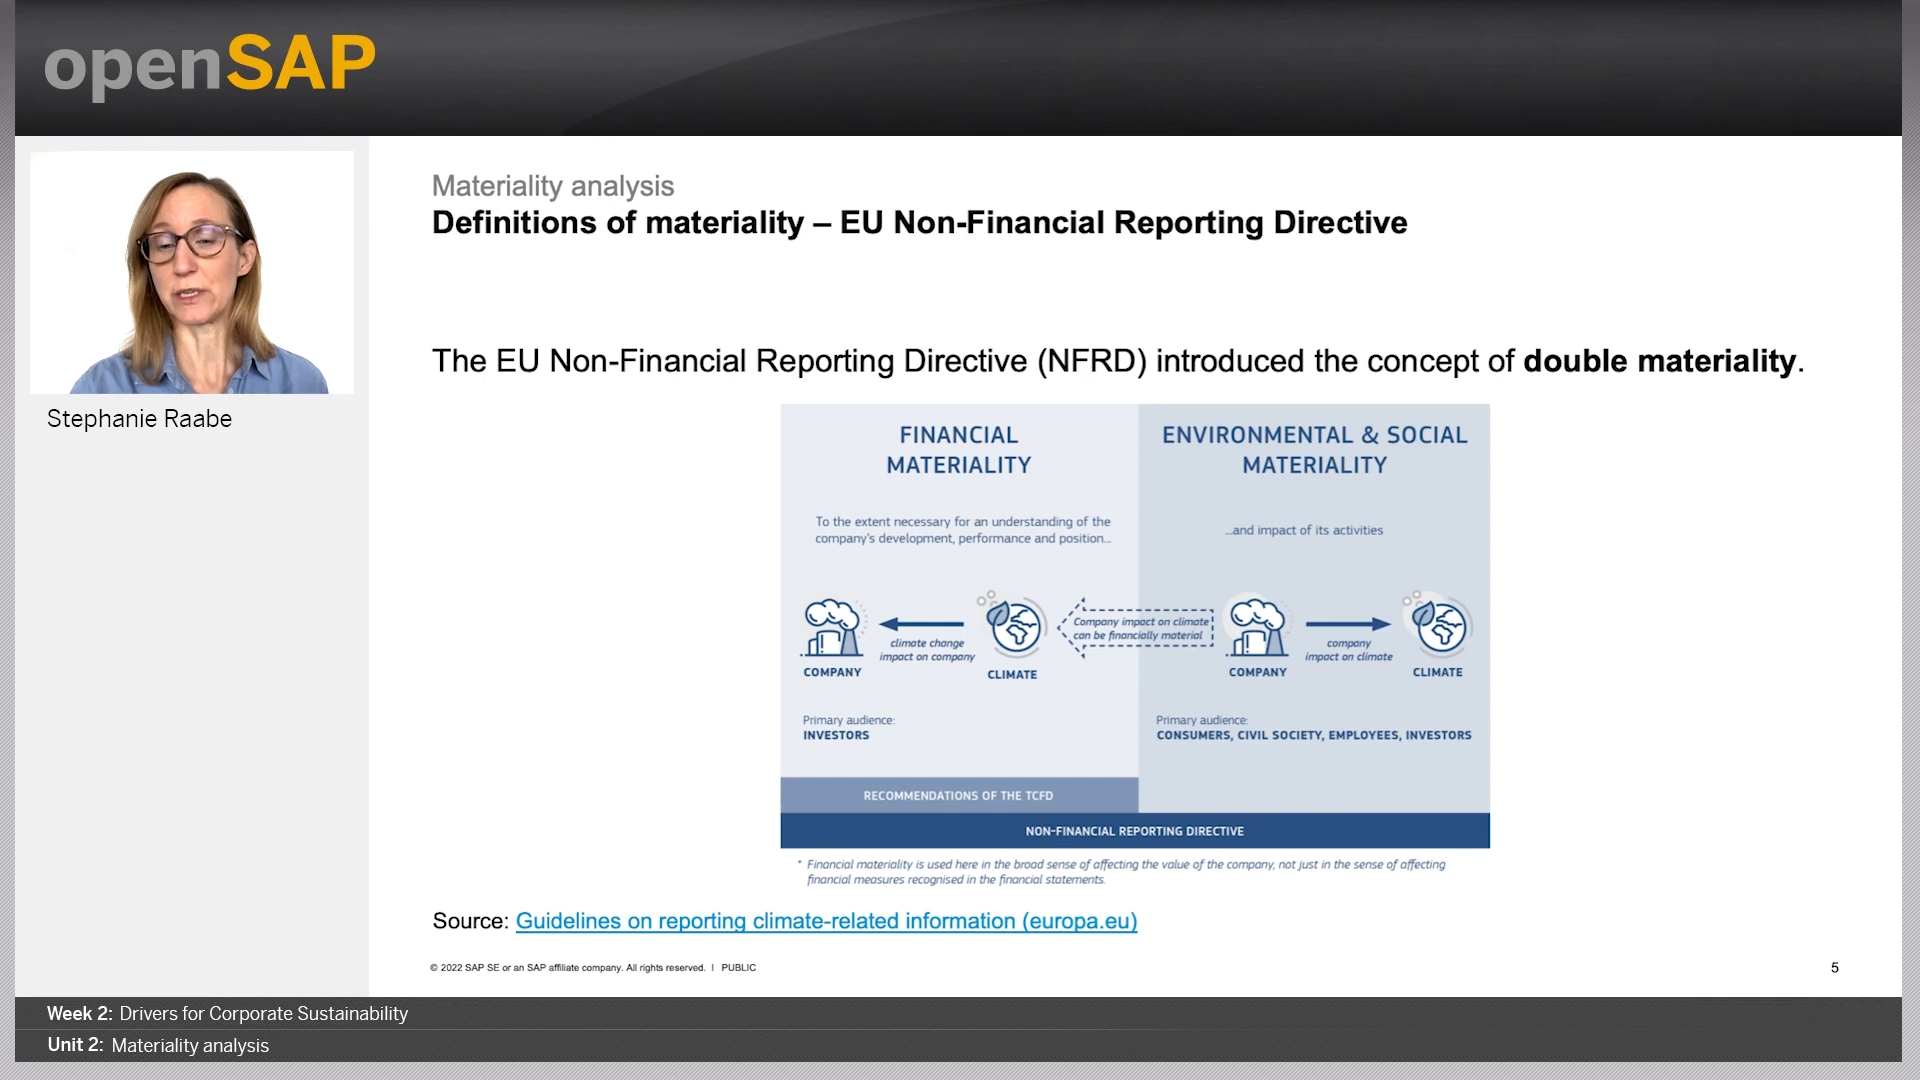 openSAP
Stephanie Raabe
Materiality analysis
Definitions of materiality – EU Non-Financial Reporting Directive
The EU Non-Financial Reporting Directive (NFRD) introduced the concept of double materiality.
FINANCIAL
MATERIALITY
To the extent necessary for an understanding of the
company's development, performance and position...
COMPANY
climate change
impact on company
CLIMATE
Primary audience:
INVESTORS
RECOMMENDATIONS OF THE TCFD
Company impact on climate
can be financially material
ENVIRONMENTAL & SOCIAL
MATERIALITY
...and impact of its activities
COMPANY
company
impact on climate
CLIMATE
Primary audience:
CONSUMERS, CIVIL SOCIETY, EMPLOYEES, INVESTORS
NON-FINANCIAL REPORTING DIRECTIVE
* Financial materiality is used here in the broad sense of affecting the value of the company, not just in the sense of affecting
financial measures recognised in the financial statements.
Source: Guidelines on reporting climate-related information (europa.eu)
© 2022 SAP SE or an SAP affiliate company. All rights reserved. | PUBLIC
5
Week 2: Drivers for Corporate Sustainability
Unit 2: Materiality analysis